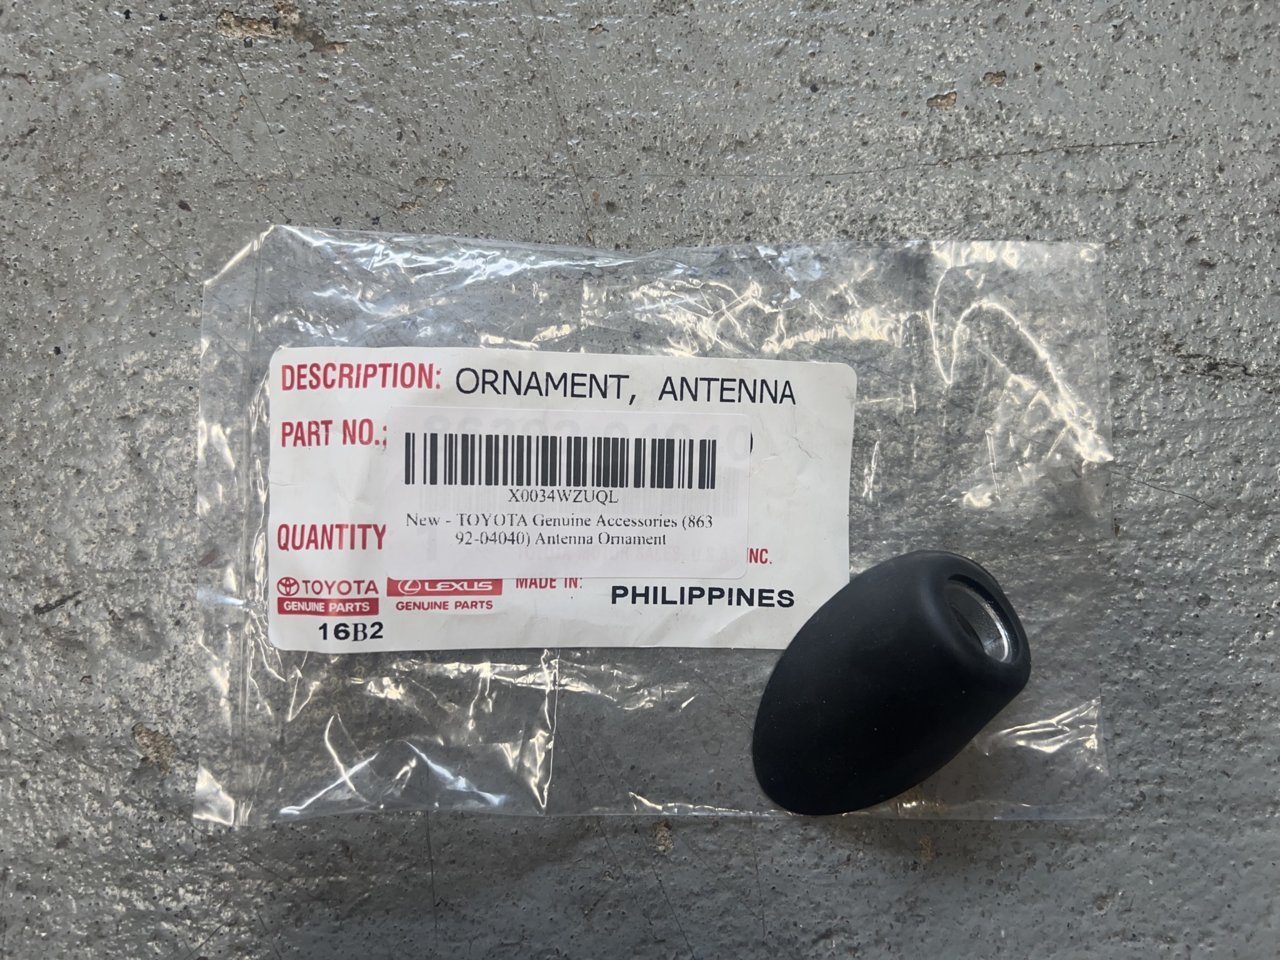 DESCRIPTION: ORNAMENT, ANTENNA
PART NO.:
X0034WZUQL
New - TOYOTA Genuine Accessories (863
92-04040) Antenna Ornament
QUANTITY
INC.
TOYOTA
GENUINE PARTS
LEXUS
GENUINE PARTS
MADE IN: PHILIPPINES
16B2